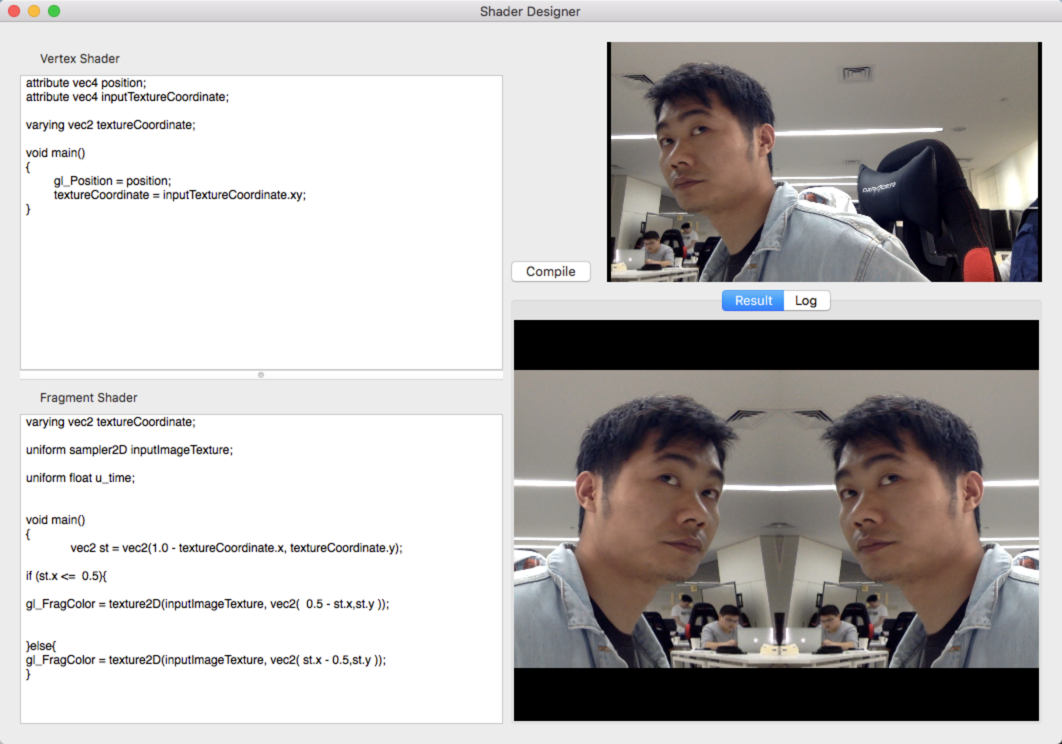 Shader Designer
Vertex Shader
attribute vec4 position;
attribute vec4 inputTextureCoordinate;
varying vec2 textureCoordinate;
void main()
{
gl_Position = position;
textureCoordinate = inputTextureCoordinate.xy;
}
Compile
Result Log
Fragment Shader
varying vec2 textureCoordinate;
uniform sampler2D inputImageTexture;
uniform float u_time;
void main()
{
vec2 st = vec2(1.0 - textureCoordinate.x, textureCoordinate.y);
if (st.x <=  0.5){
gl_FragColor = texture2D(inputImageTexture, vec2(  0.5 - st.x,st.y ));
}else{
gl_FragColor = texture2D(inputImageTexture, vec2( st.x - 0.5,st.y ));
}